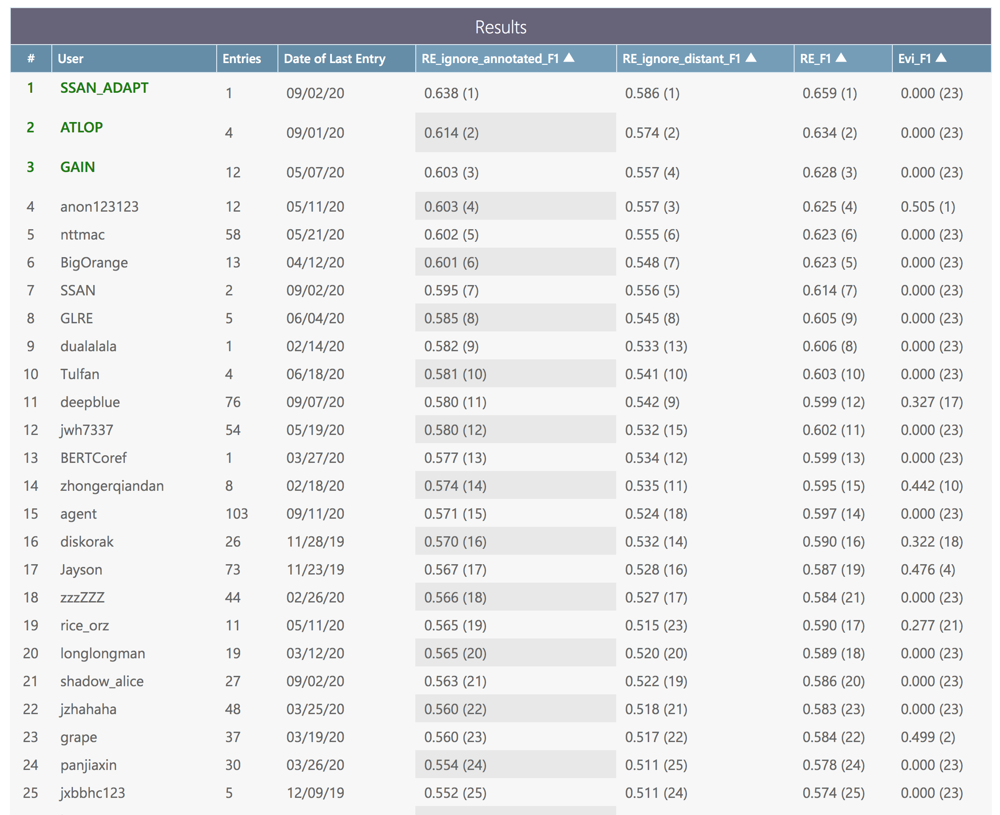 Results
# User Entries Date of Last Entry RE_ignore_annotated_F1 ▲ RE_ignore_distant_F1 ▲ RE_F1 ▲ Evi_F1 ▲
1 SSAN_ADAPT 1 09/02/20 0.638 (1) 0.586 (1) 0.659 (1) 0.000 (23)
2 ATLOP 4 09/01/20 0.614 (2) 0.574 (2) 0.634 (2) 0.000 (23)
3 GAIN 12 05/07/20 0.603 (3) 0.557 (4) 0.628 (3) 0.000 (23)
4 anon123123 12 05/11/20 0.603 (4) 0.557 (3) 0.625 (4) 0.505 (1)
5 nttmac 58 05/21/20 0.602 (5) 0.555 (6) 0.623 (6) 0.000 (23)
6 BigOrange 13 04/12/20 0.601 (6) 0.548 (7) 0.623 (5) 0.000 (23)
7 SSAN 2 09/02/20 0.595 (7) 0.556 (5) 0.614 (7) 0.000 (23)
8 GLRE 5 06/04/20 0.585 (8) 0.545 (8) 0.605 (9) 0.000 (23)
9 dualalala 1 02/14/20 0.582 (9) 0.533 (13) 0.606 (8) 0.000 (23)
10 Tulfan 4 06/18/20 0.581 (10) 0.541 (10) 0.603 (10) 0.000 (23)
11 deepblue 76 09/07/20 0.580 (11) 0.542 (9) 0.599 (12) 0.327 (17)
12 jwh7337 54 05/19/20 0.580 (12) 0.532 (15) 0.602 (11) 0.000 (23)
13 BERTCoref 1 03/27/20 0.577 (13) 0.534 (12) 0.599 (13) 0.000 (23)
14 zhongerqiandan 8 02/18/20 0.574 (14) 0.535 (11) 0.595 (15) 0.442 (10)
15 agent 103 09/11/20 0.571 (15) 0.524 (18) 0.597 (14) 0.000 (23)
16 diskorak 26 11/28/19 0.570 (16) 0.532 (14) 0.590 (16) 0.322 (18)
17 Jayson 73 11/23/19 0.567 (17) 0.528 (16) 0.587 (19) 0.476 (4)
18 zzzZZZ 44 02/26/20 0.566 (18) 0.527 (17) 0.584 (21) 0.000 (23)
19 rice_orz 11 05/11/20 0.565 (19) 0.515 (23) 0.590 (17) 0.277 (21)
20 longlongman 19 03/12/20 0.565 (20) 0.520 (20) 0.589 (18) 0.000 (23)
21 shadow_alice 27 09/02/20 0.563 (21) 0.522 (19) 0.586 (20) 0.000 (23)
22 jzhahaha 48 03/25/20 0.560 (22) 0.518 (21) 0.583 (23) 0.000 (23)
23 grape 37 03/19/20 0.560 (23) 0.517 (22) 0.584 (22) 0.499 (2)
24 panjiaxin 30 03/26/20 0.554 (24) 0.511 (25) 0.578 (24) 0.000 (23)
25 jxbbhc123 5 12/09/19 0.552 (25) 0.511 (24) 0.574 (25) 0.000 (23)